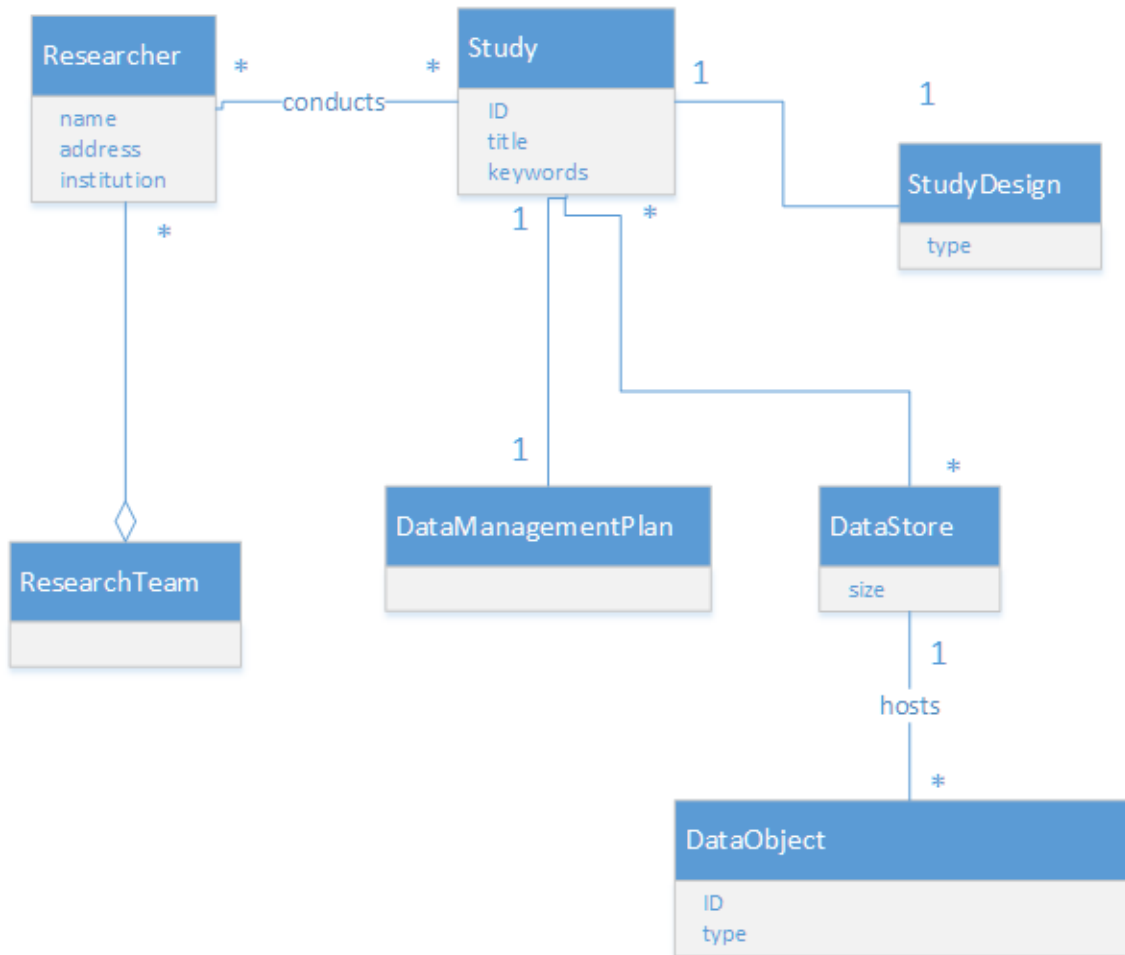 Researcher
name
address
institution
*
conducts
*
Study
ID
title
keywords
1
1
StudyDesign
type
*
1
*
1
*
ResearchTeam
DataManagementPlan
DataStore
size
1
hosts
*
DataObject
ID
type